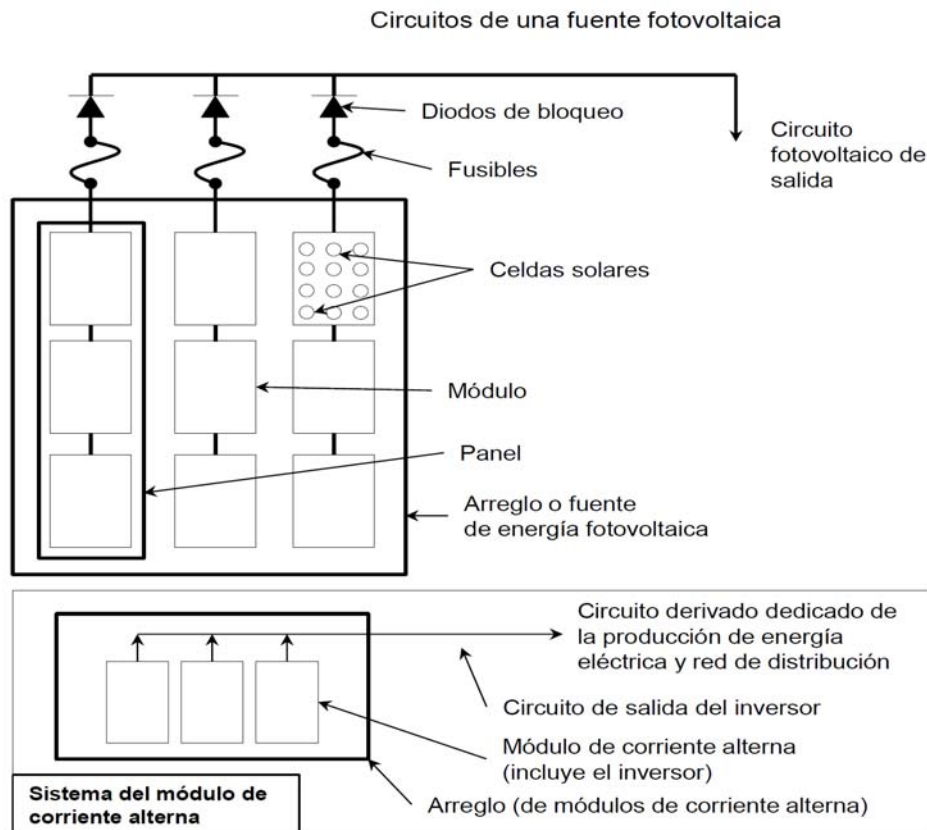 Circuitos de una fuente fotovoltaica
Diodos de bloqueo
Circuito
fotovoltaico de
salida
Fusibles
Celdas solares
Módulo
Panel
Arreglo o fuente
de energía fotovoltaica
Circuito derivado dedicado de
la producción de energía
eléctrica y red de distribución
Circuito de salida del inversor
Módulo de corriente alterna
(incluye el inversor)
Arreglo (de módulos de corriente alterna)
Sistema del módulo de
corriente alterna